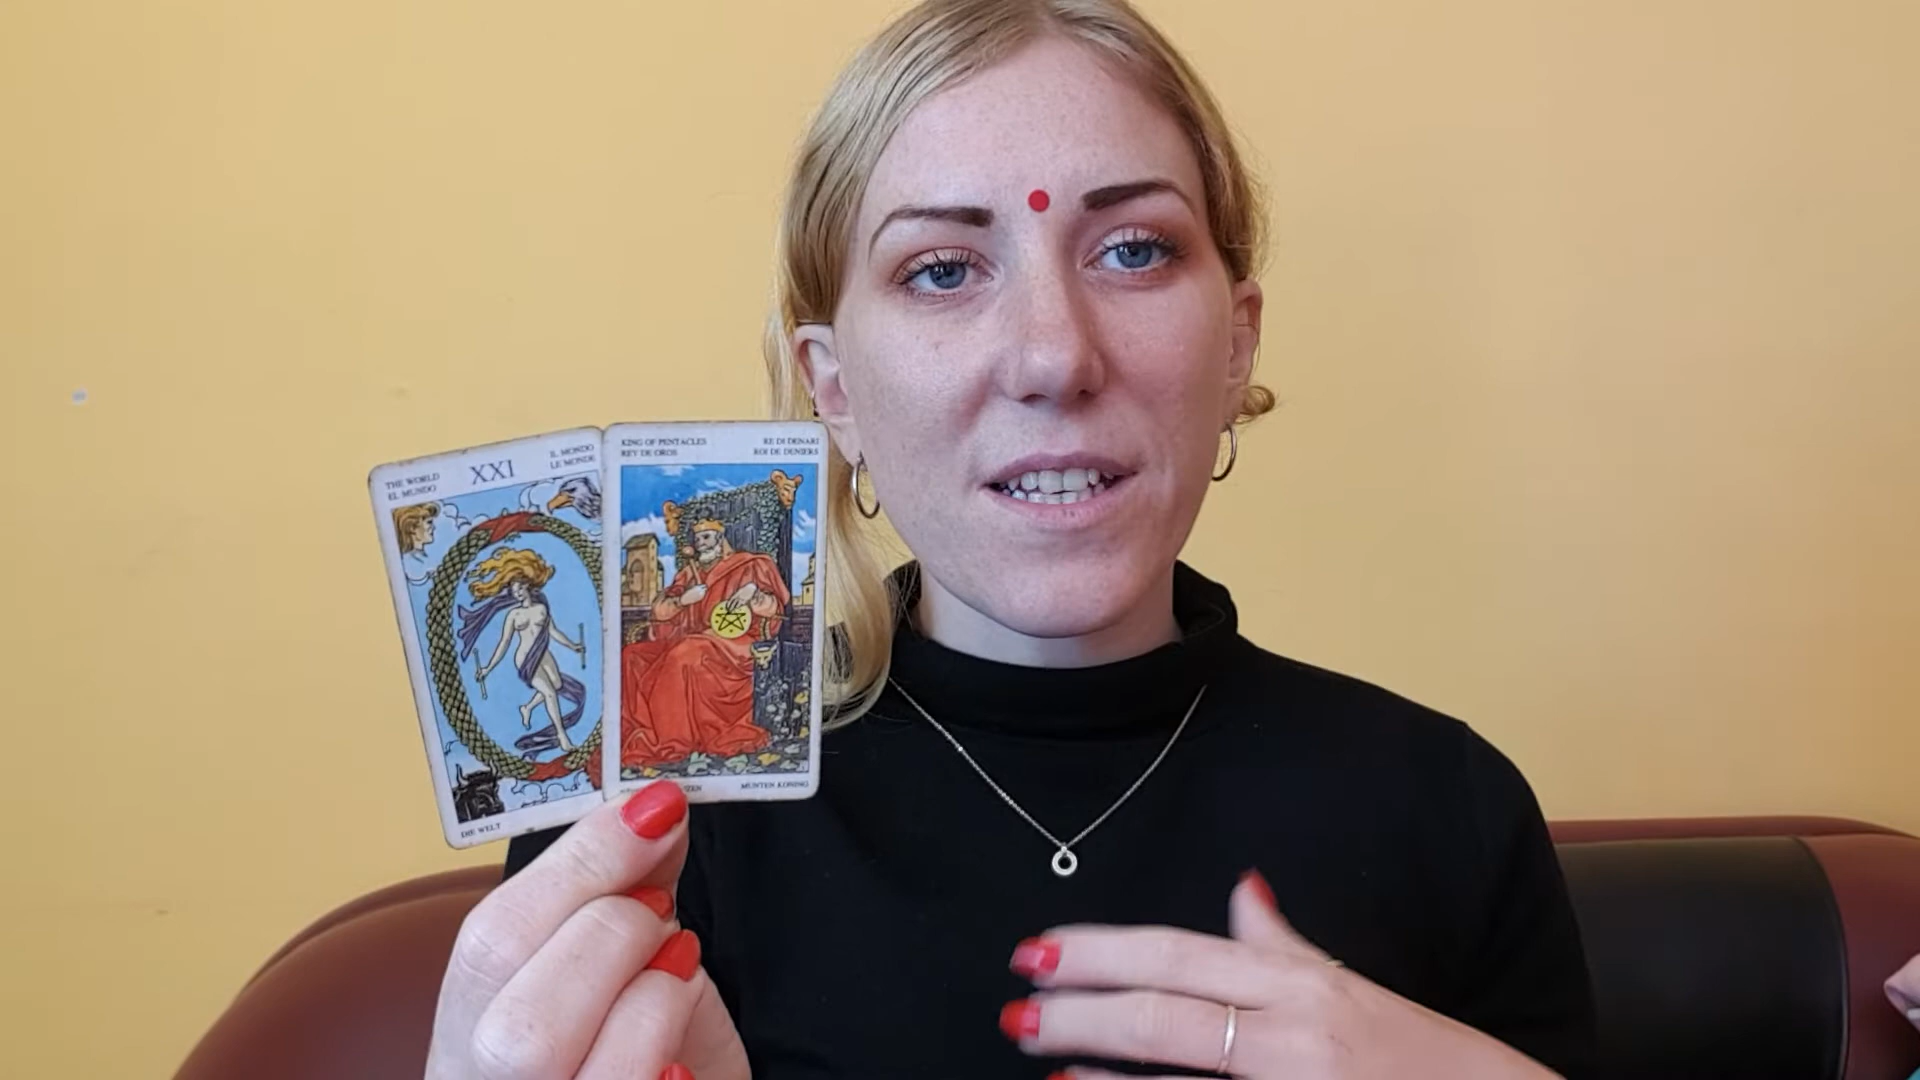 THE WORLD
EL MUNDO
XXI
IL MONDO
LE MONDE
DIE WELT
KING OF PENTACLES
REY DE OROS
RE DI DENARI
ROI DE DENIERS
MUNTEN KONING